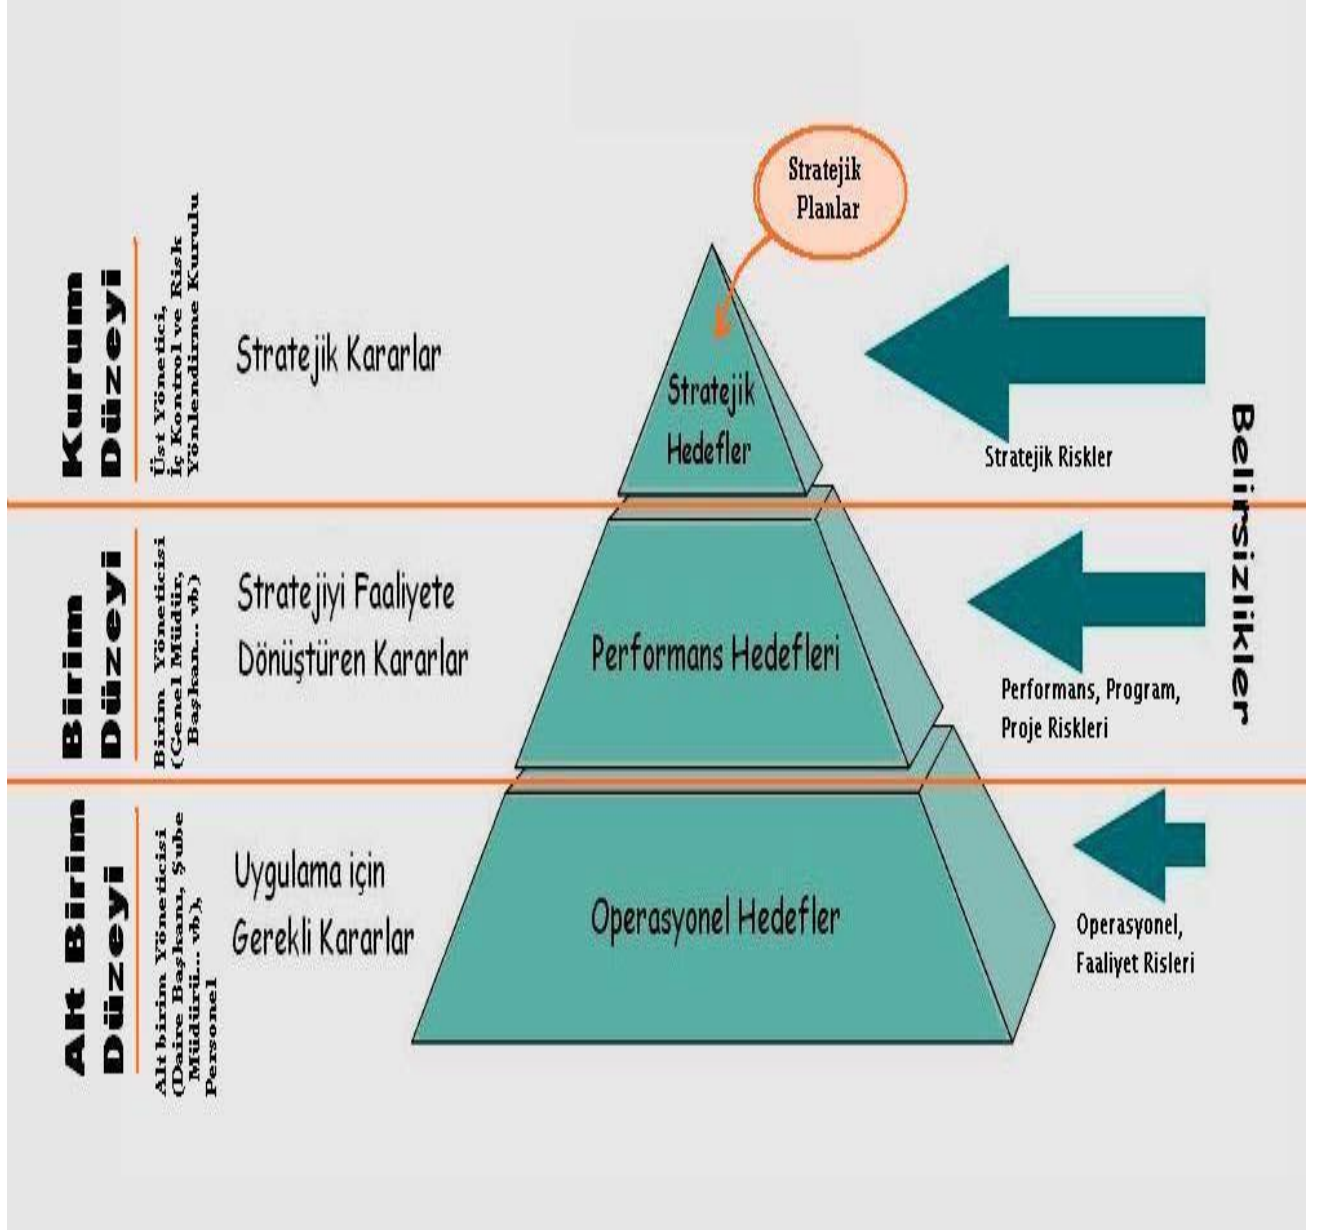 Stratejik
Planlar
Kurum
Düzeyi
Üst Yönetici,
İç Kontrol ve Risk
Yönlendirme Kurulu
Stratejik Kararlar
Stratejik
Hedefler
Stratejik Riskler
Belirsizlikler
Birim
Düzeyi
Birim Yöneticisi
(Genel Müdür,
Başkan... vb)
Stratejiyi Faaliyete
Dönüştüren Kararlar
Performans Hedefleri
Performans, Program,
Proje Riskleri
Alt Birim
Düzeyi
Altbirim Yöneticisi
(Daire Başkanı, Şube
Müdürü... vb),
Personel
Uygulama için
Gerekli Kararlar
Operasyonel Hedefler
Operasyonel,
Faaliyet Risleri